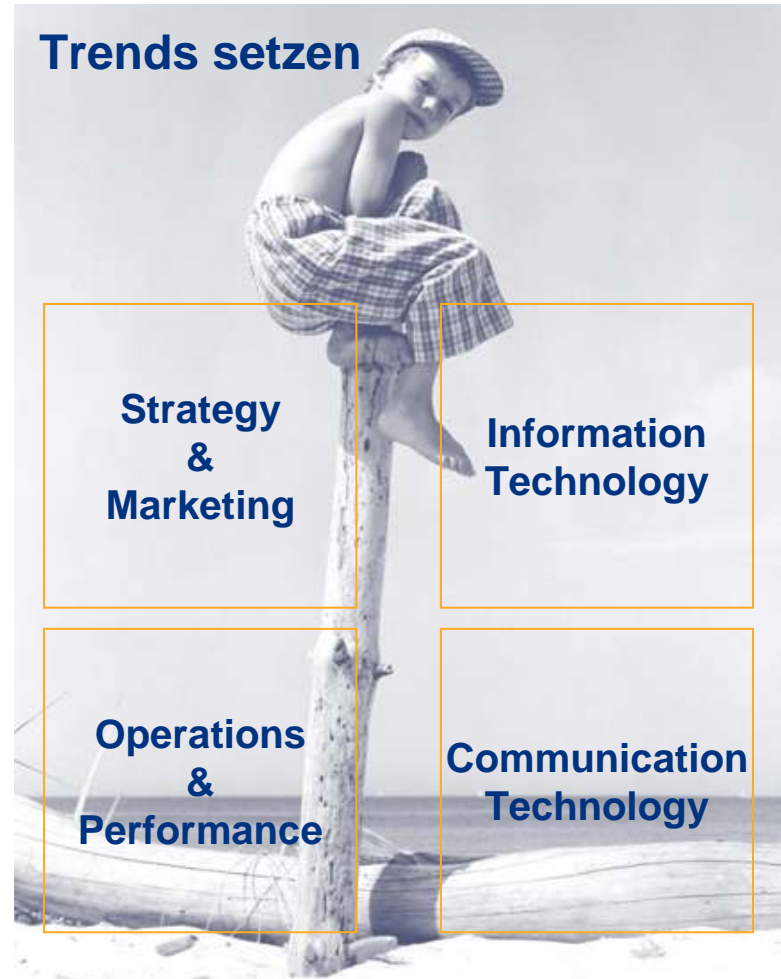 Trends setzen
Strategy
&
Marketing
Information
Technology
Operations
&
Performance
Communication
Technology